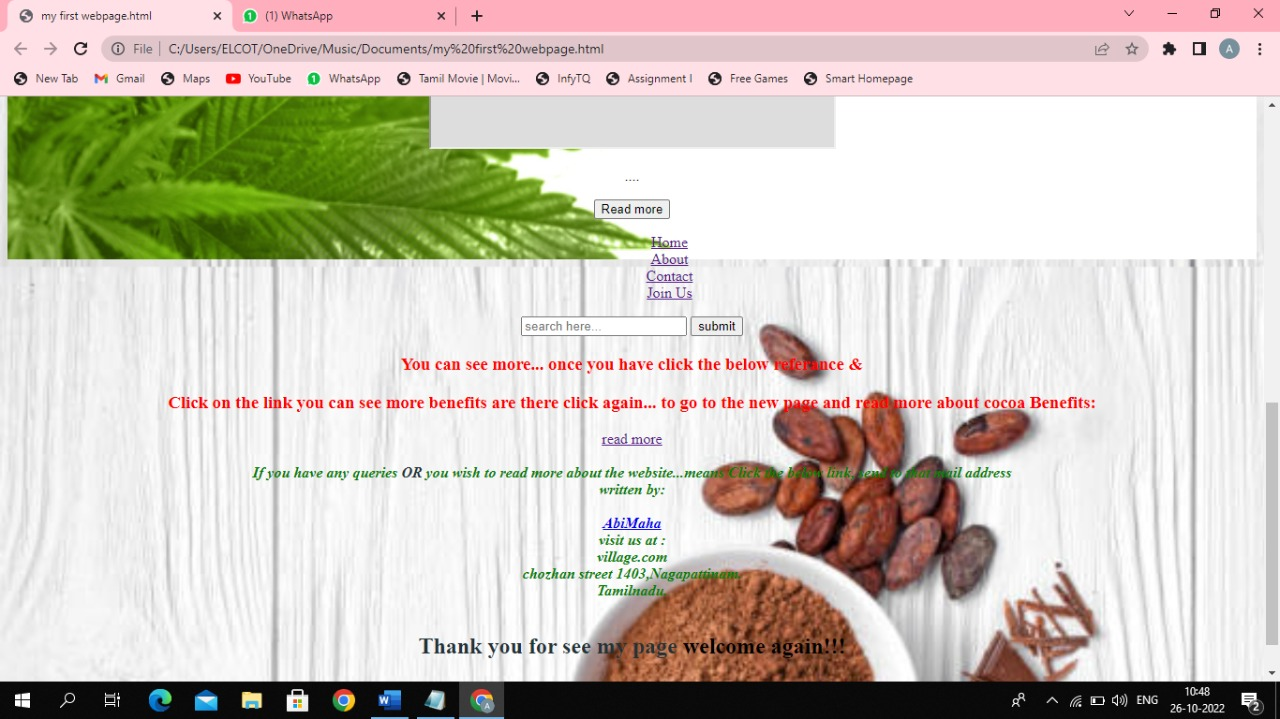 my first webpage.html
(1) WhatsApp
File
C:/Users/ELCOT/OneDrive/Music/Documents/my%20first%20webpage.html
A
New Tab
Gmail
Maps
YouTube
1
WhatsApp
Tamil Movie | Movi...
InfyTQ
Assignment I
Free Games
Smart Homepage
....
Read more
Home
About
Contact
Join Us
search here...
submit
You can see more... once you have click the below referance &
Click on the link you can see more benefits are there click again... to go to the new page and read more about cocoa Benefits:
read more
If you have any queries OR you wish to read more about the website...means Click the below link, send to that mail address
written by:
AbiMaha
visit us at :
village.com
chozhan street 1403,Nagapattinam,
Tamilnadu.
Thank you for see my page welcome again!!!
ENG
10:48
26-10-2022
2